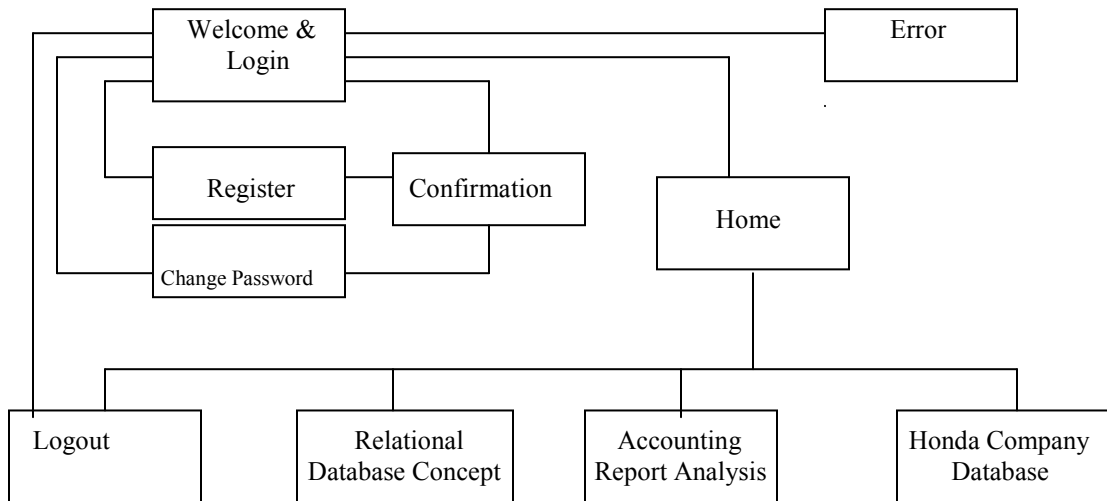 Welcome &
Login
Error
Register
Confirmation
Home
Change Password
Logout
Relational
Database Concept
Accounting
Report Analysis
Honda Company
Database